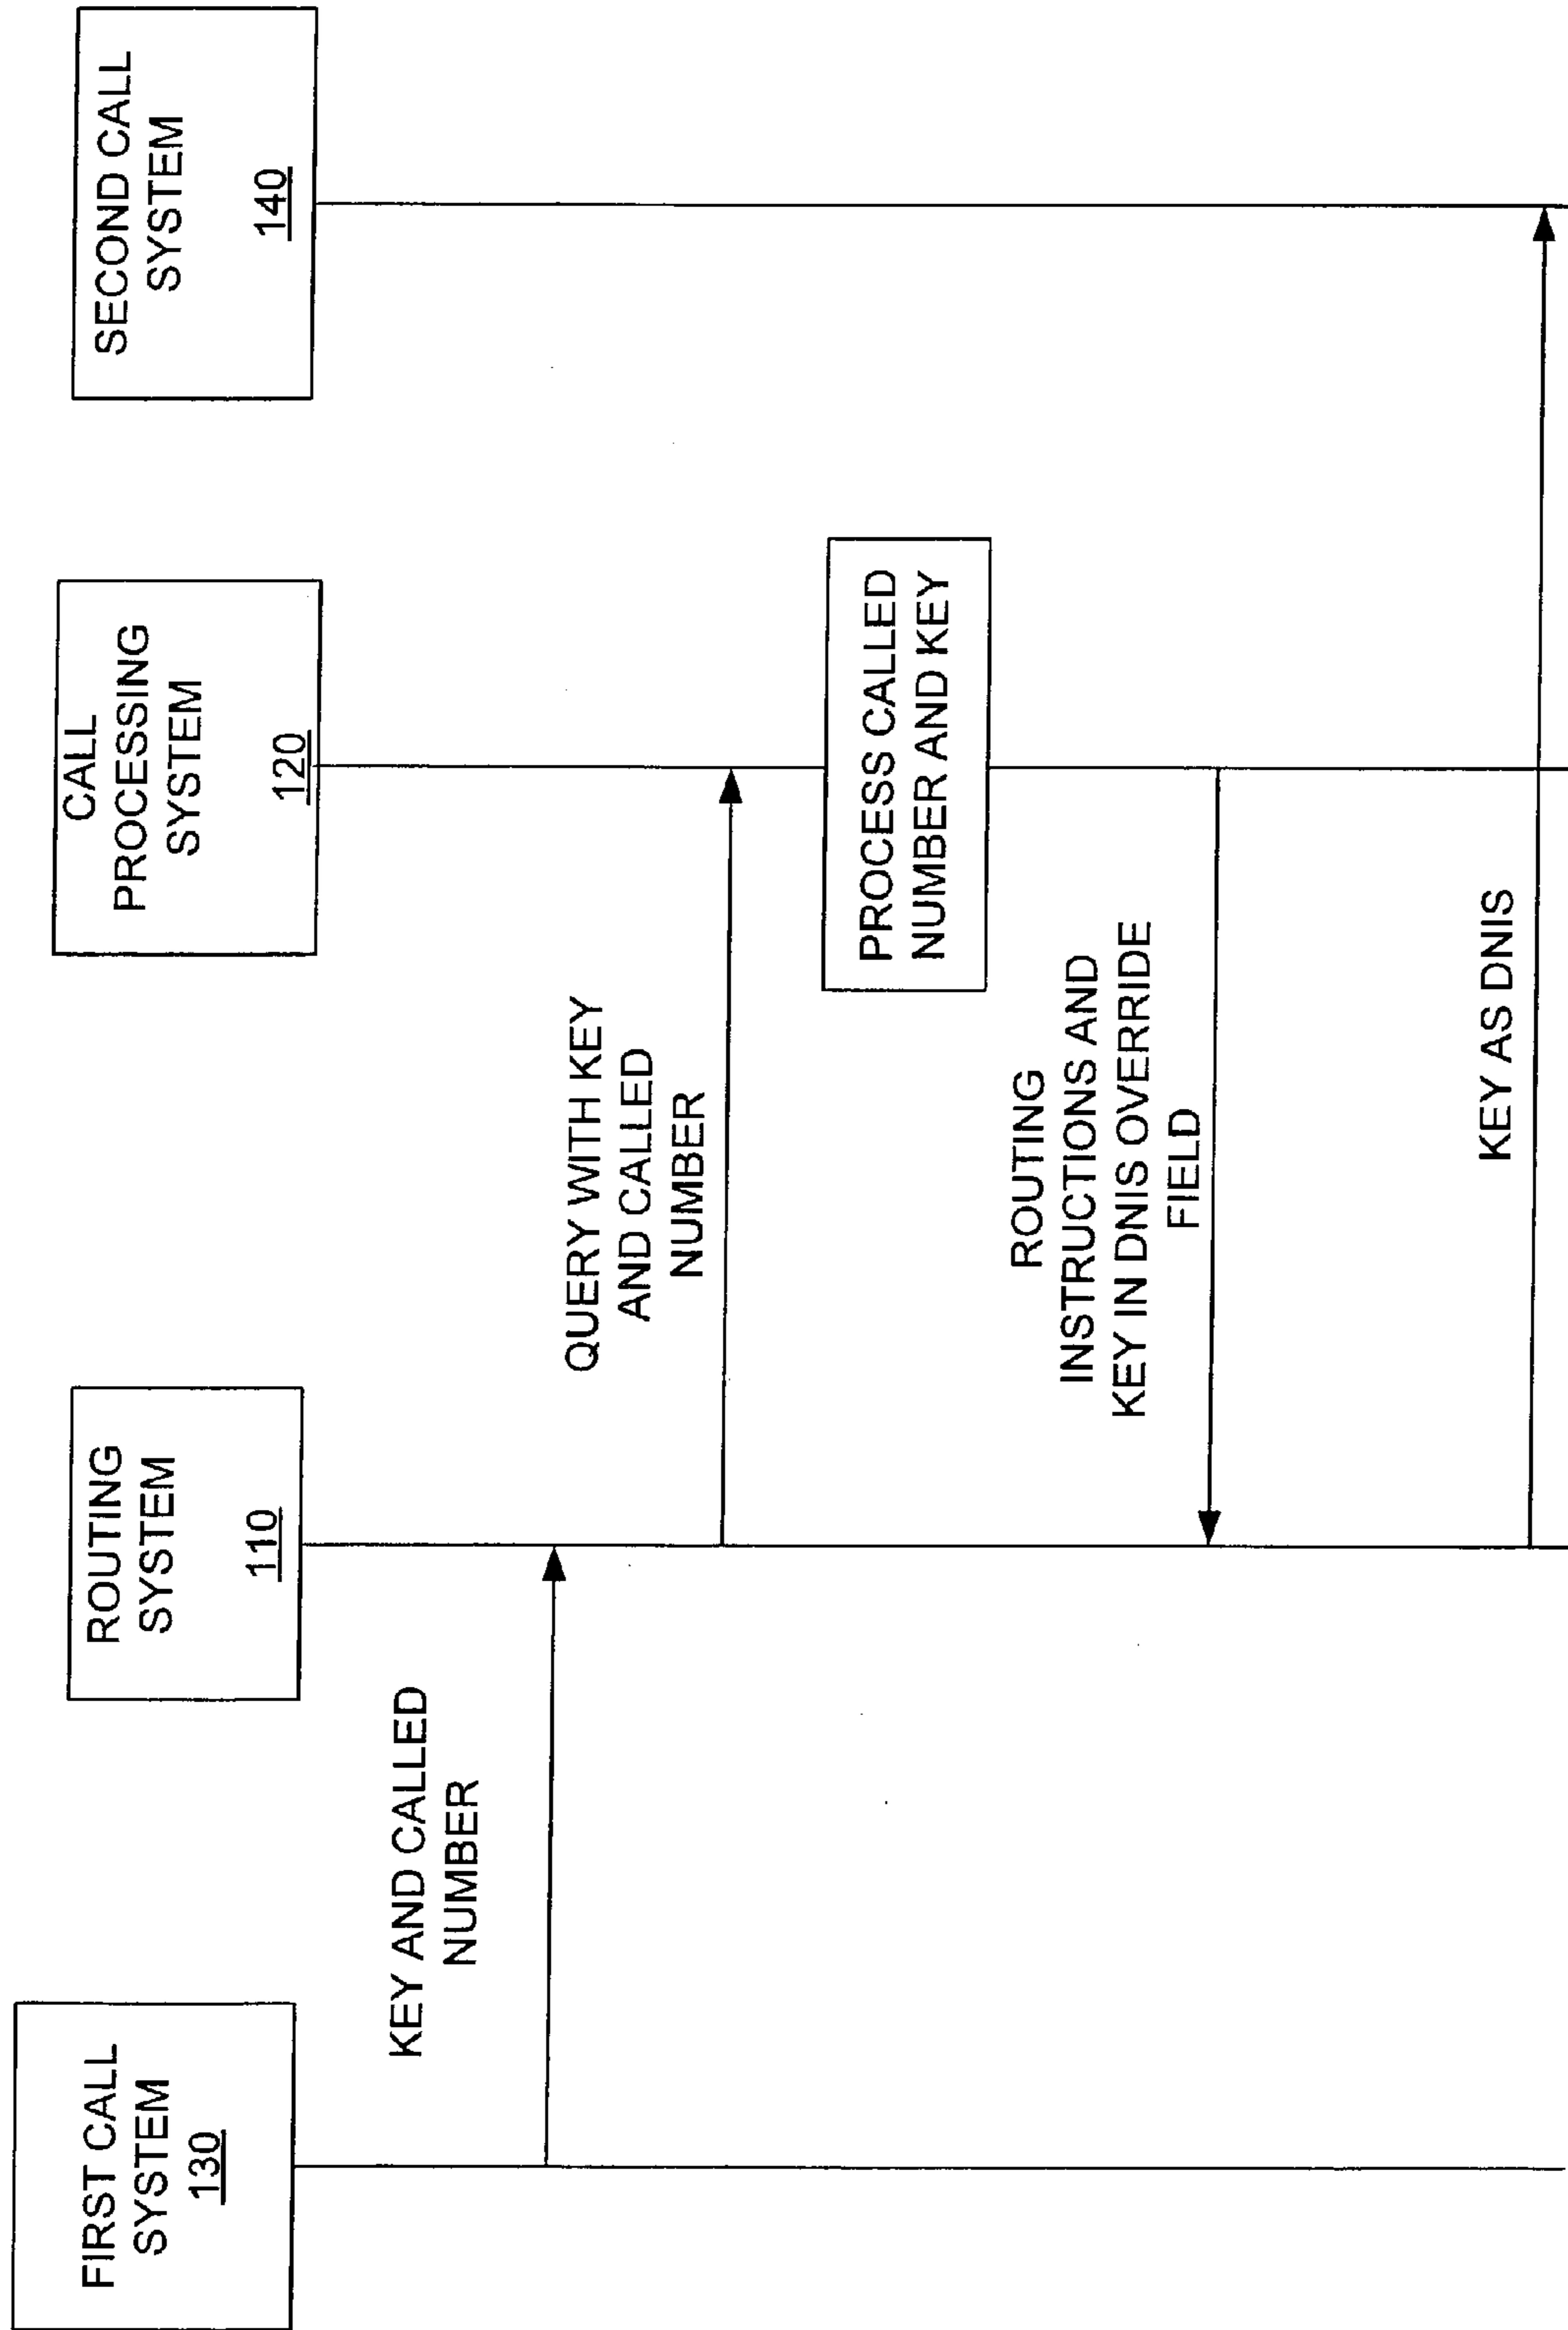 FIRST CALL
SYSTEM
130
ROUTING
SYSTEM
110
CALL
PROCESSING
SYSTEM
120
SECOND CALL
SYSTEM
140
KEY AND CALLED
NUMBER
QUERY WITH KEY
AND CALLED
NUMBER
PROCESS CALLED
NUMBER AND KEY
ROUTING
INSTRUCTIONS AND
KEY IN DNIS OVERRIDE
FIELD
KEY AS DNIS